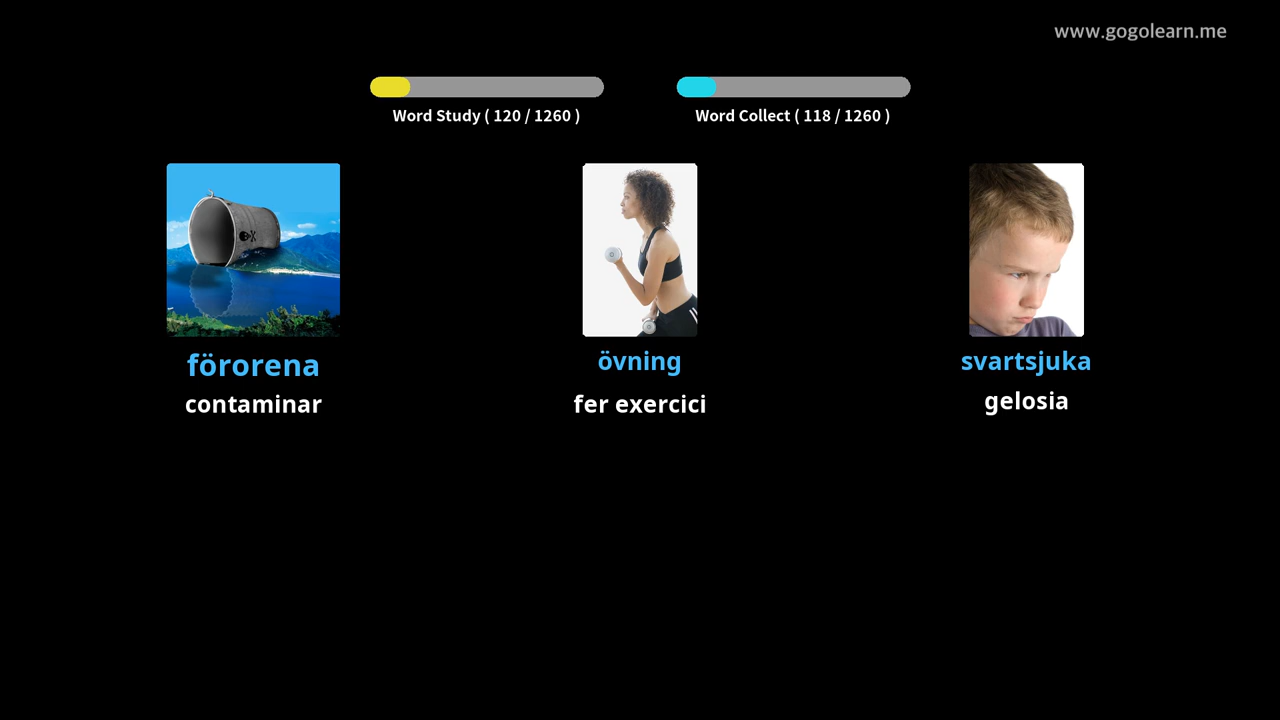 www.gogolearn.me
Word Study ( 120 / 1260 )
Word Collect ( 118 / 1260 )
förorena
övning
svartsjuka
contaminar
fer exercici
gelosia